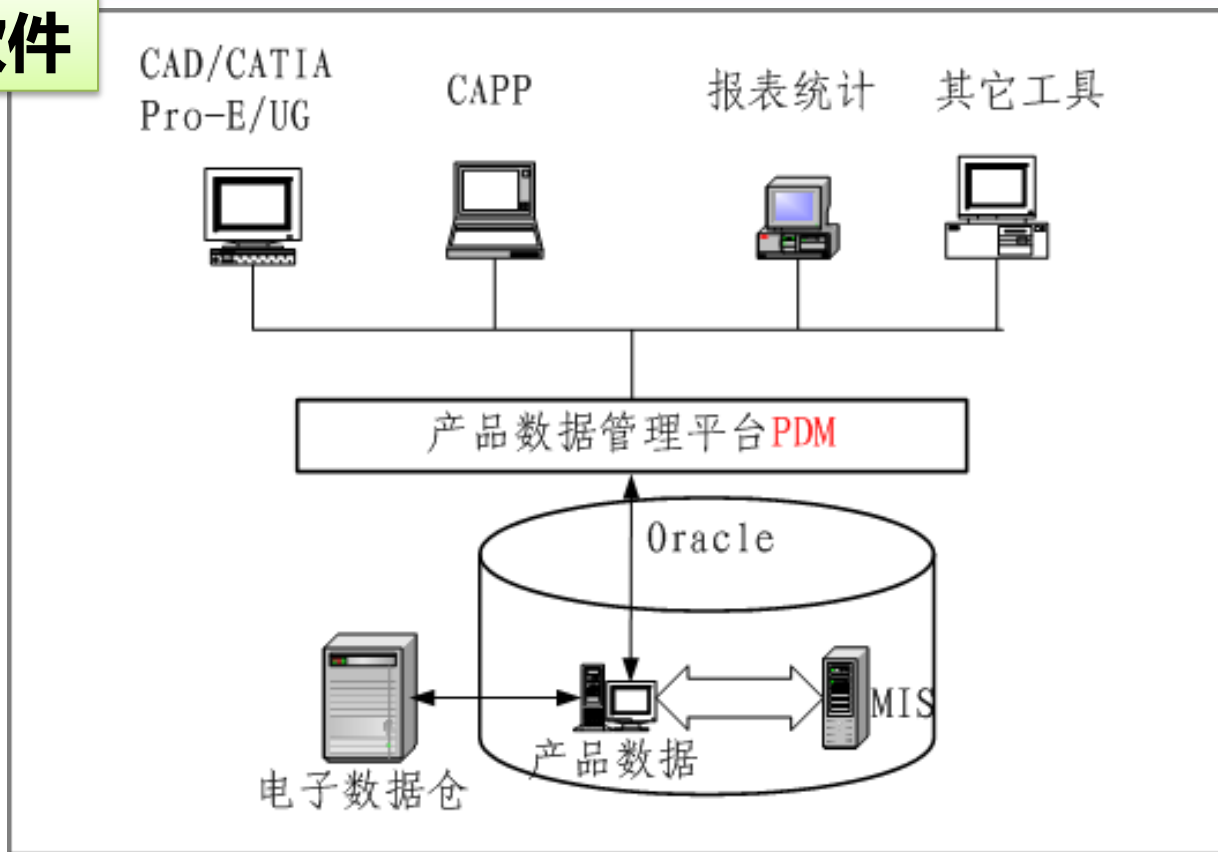 软件
CAD/CATIA
Pro-E/UG
CAPP
报表统计
其它工具
产品数据管理平台PDM
Oracle
MIS
产品数据
电子数据仓